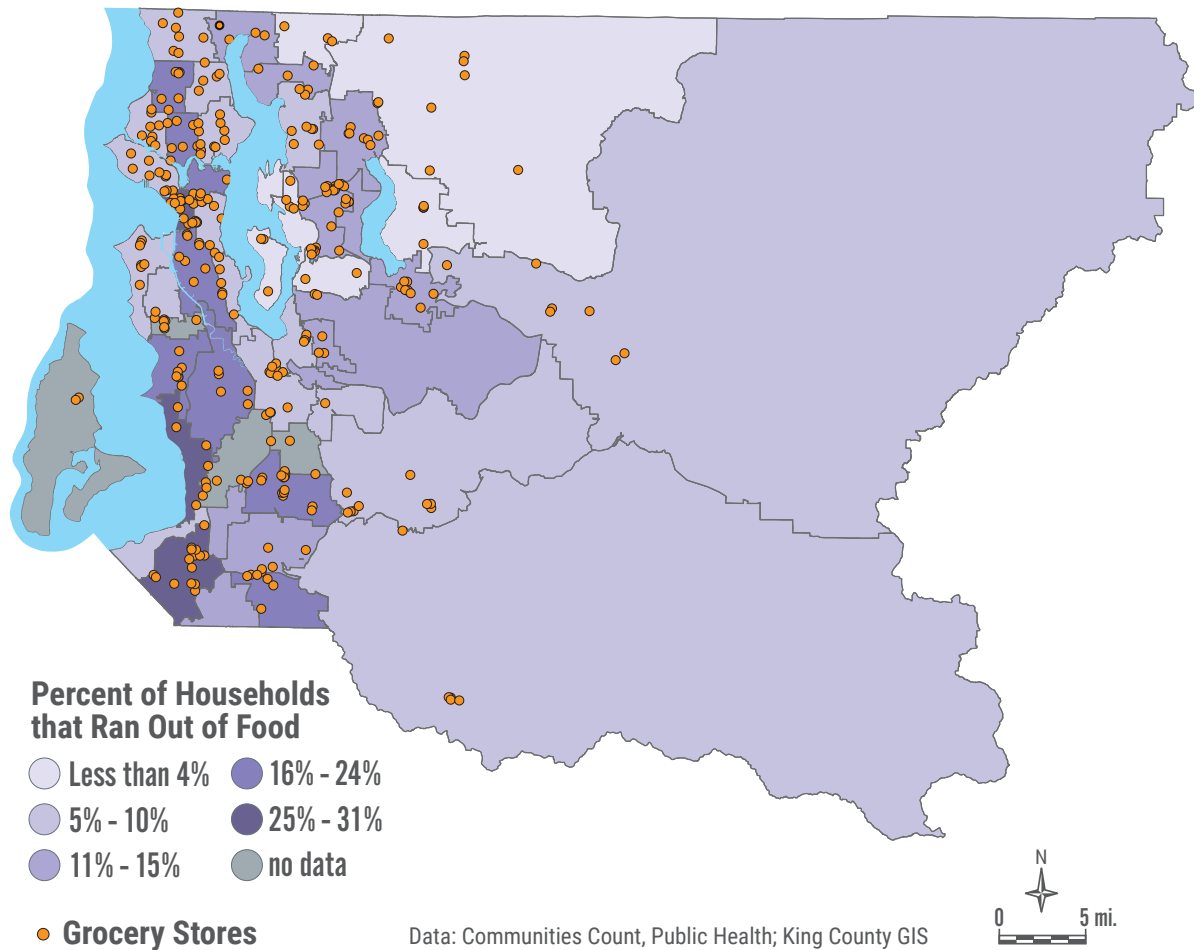 Percent of Households
that Ran Out of Food
Less than 4%
16% - 24%
5% - 10%
25% - 31%
11% - 15%
no data
Grocery Stores
Data: Communities Count, Public Health; King County GIS
N
0 5 mi.